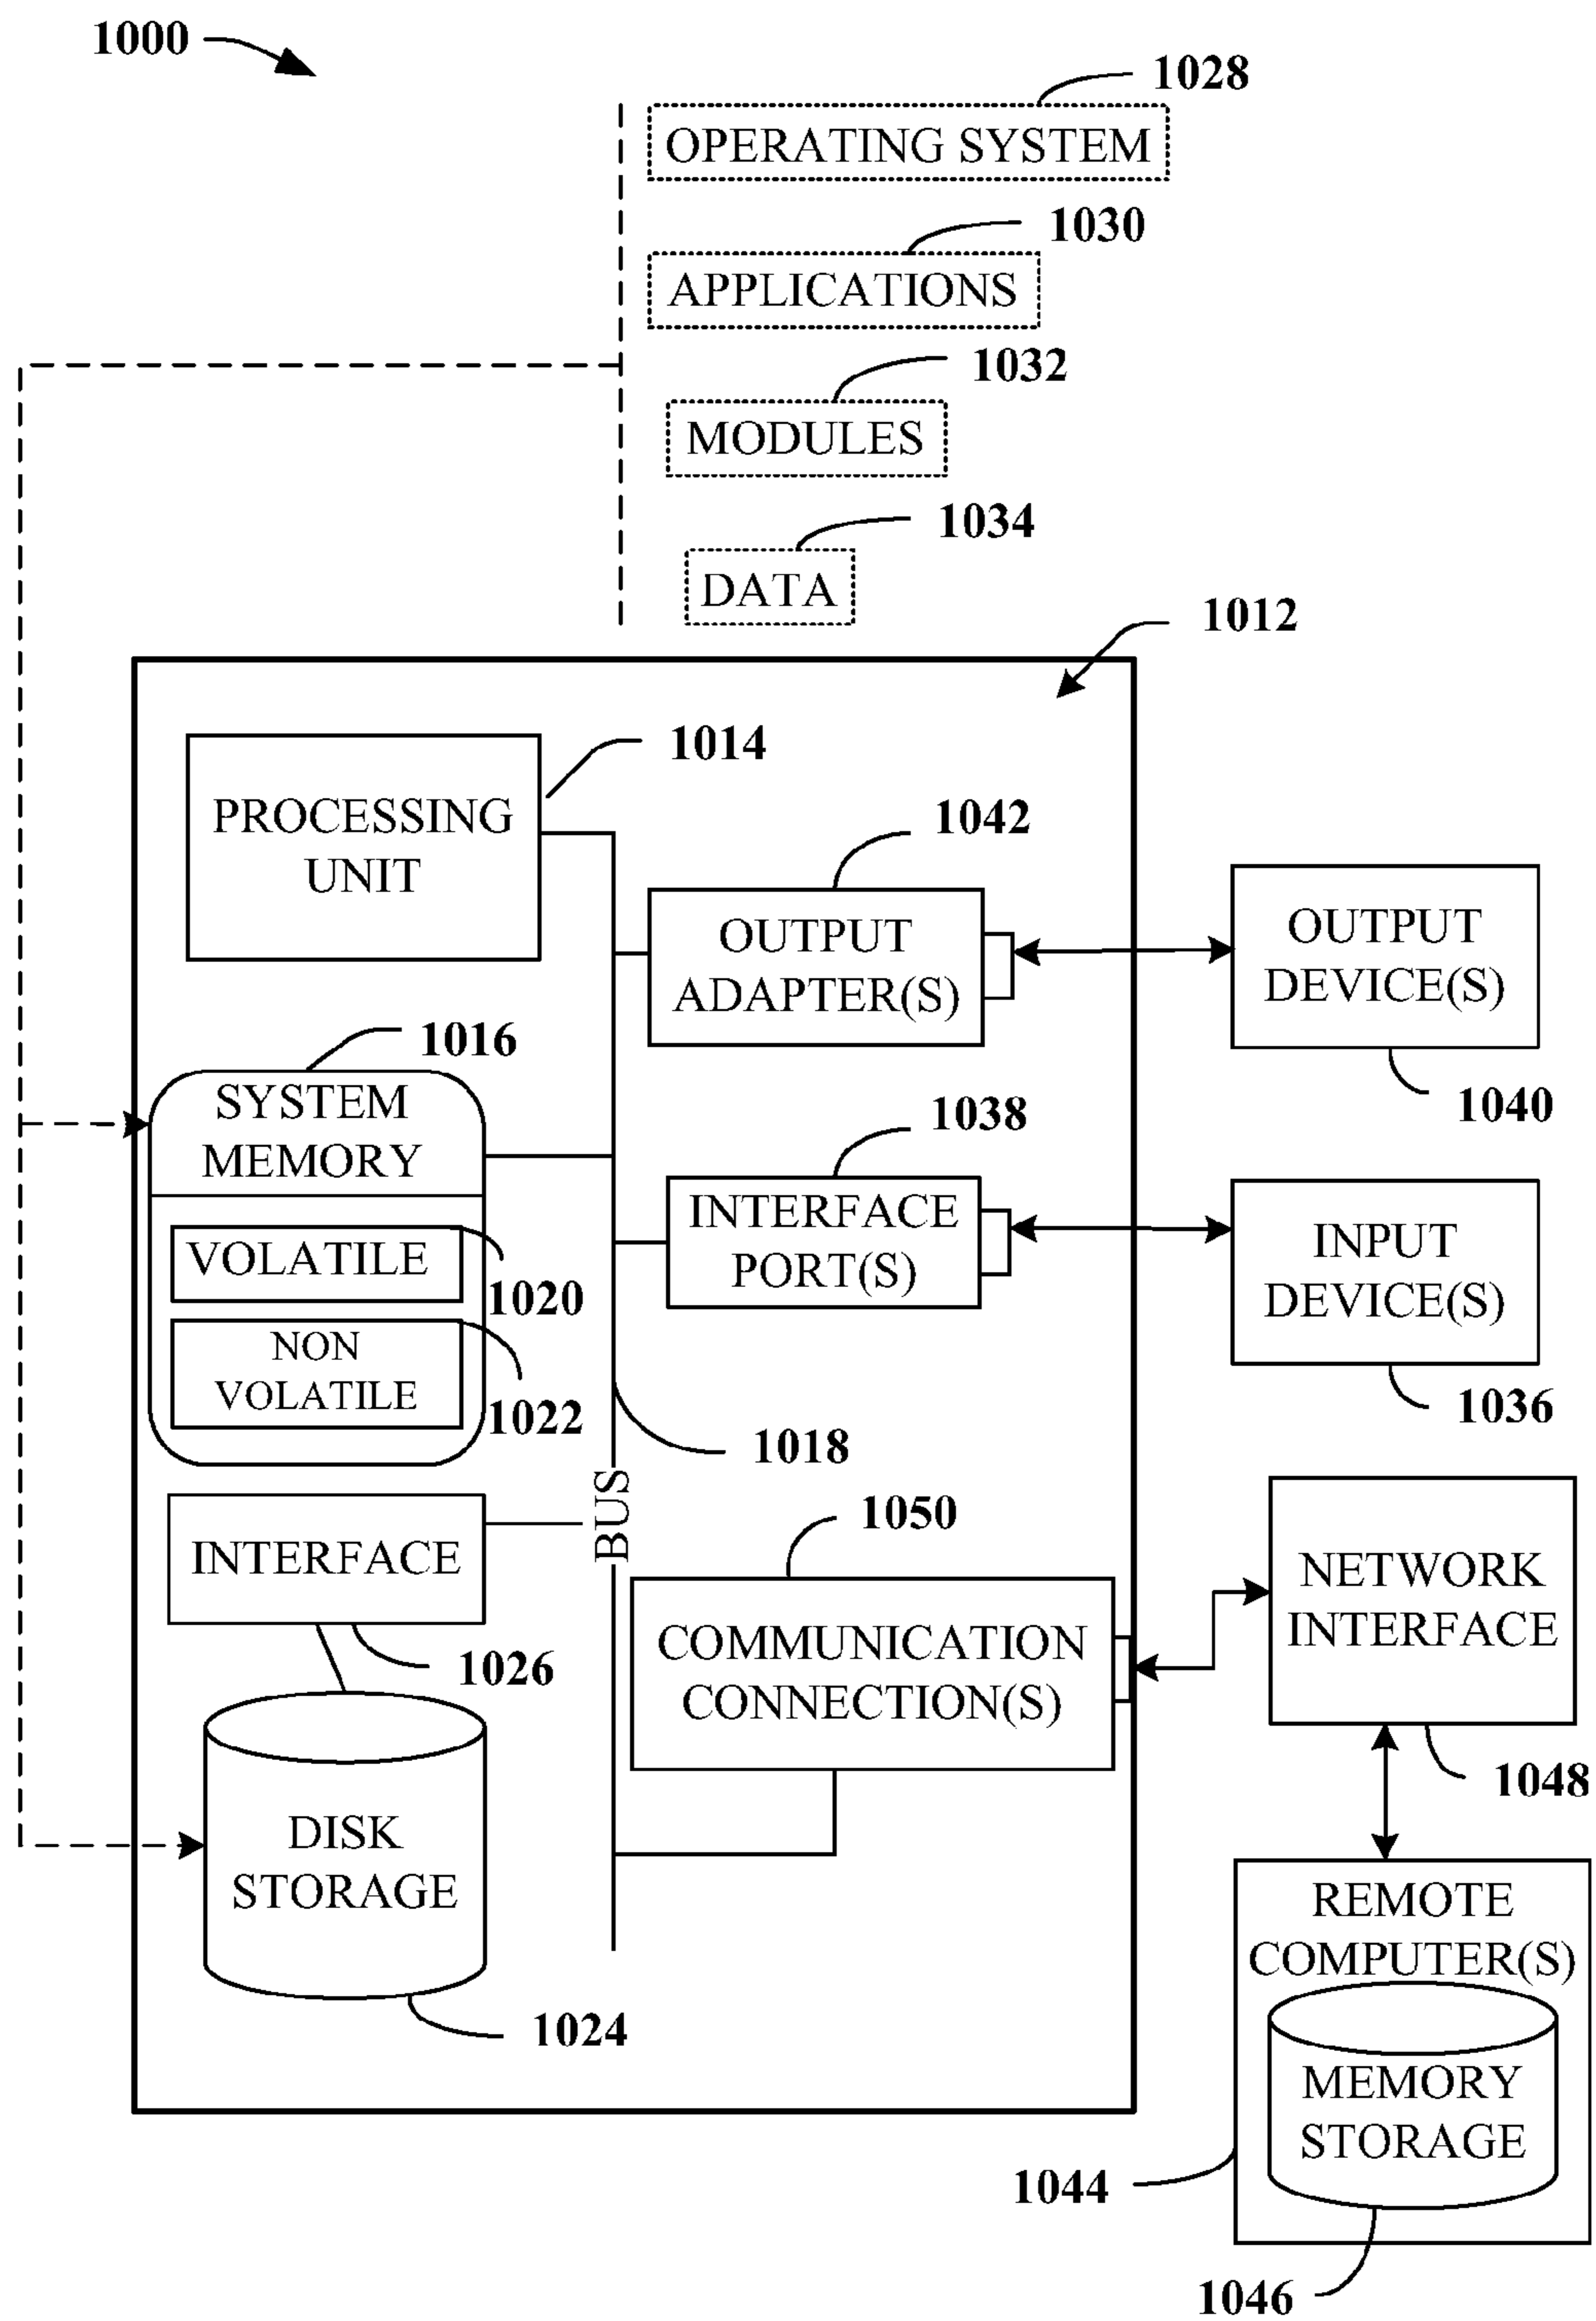 1000
1028
OPERATING SYSTEM
1030
APPLICATIONS
1032
MODULES
1034
DATA
1012
1014
PROCESSING
UNIT
1042
OUTPUT
ADAPTER(S)
OUTPUT
DEVICE(S)
1040
1016
SYSTEM
MEMORY
VOLATILE
1020
NON
VOLATILE
1022
1038
INTERFACE
PORT(S)
INPUT
DEVICE(S)
1036
1018
BUS
INTERFACE
1026
1050
COMMUNICATION
CONNECTION(S)
NETWORK
INTERFACE
1048
DISK
STORAGE
1024
REMOTE
COMPUTER(S)
MEMORY
STORAGE
1044
1046